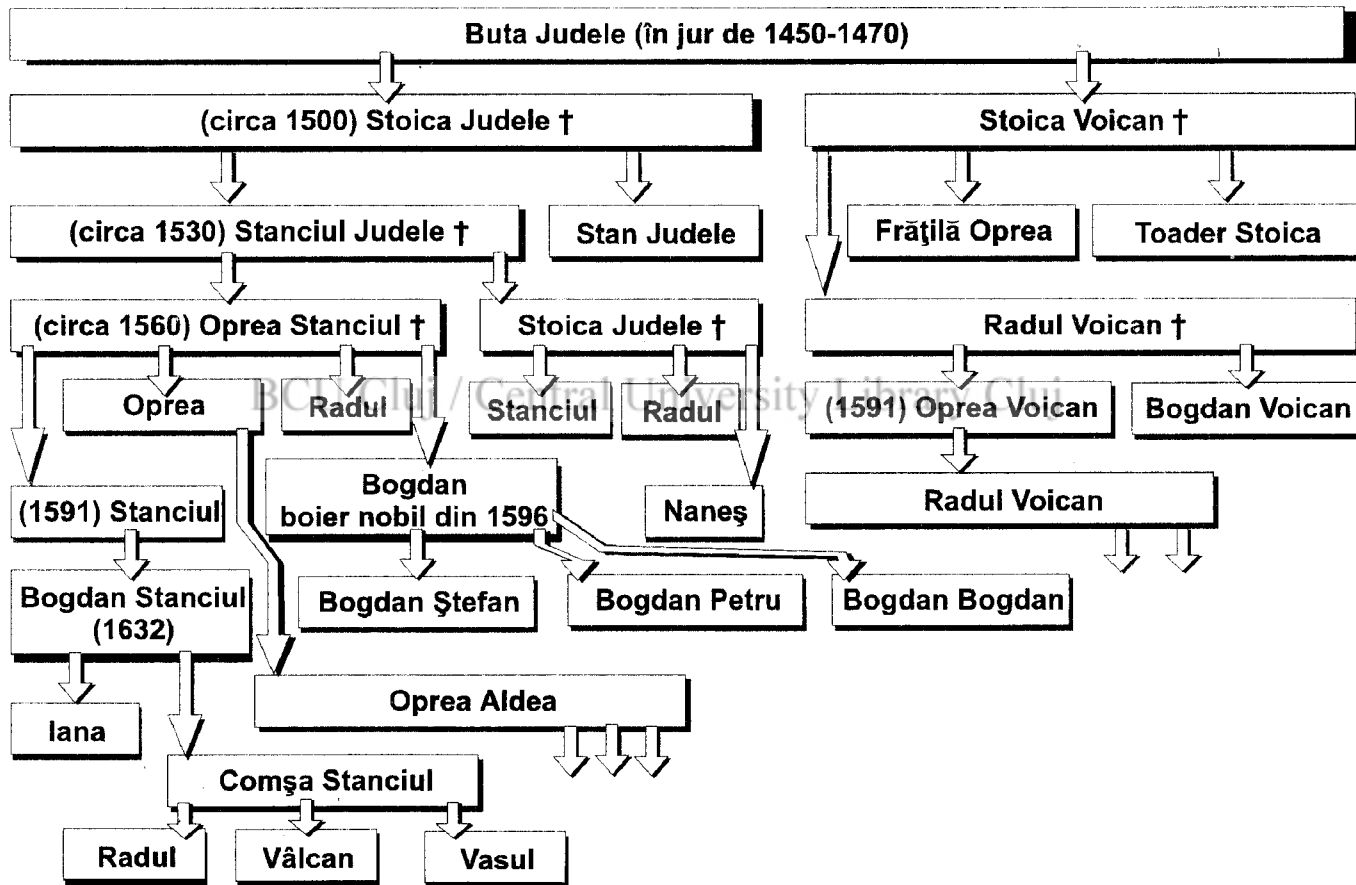 Buta Judele (în jur de 1450-1470)
(circa 1500) Stoica Judele †
Stoica Voican †
(circa 1530) Stanciul Judele †
Stan Judele
Frăţilă Oprea
Toader Stoica
(circa 1560) Oprea Stanciul †
Stoica Judele †
Radul Voican †
Oprea
Radul
Stanciul
Radul
(1591) Oprea Voican
Bogdan Voican
BCU Cluj / Central University Library Cluj
(1591) Stanciul
Bogdan
boier nobil din 1596
Naneş
Radul Voican
Bogdan Stanciul
(1632)
Bogdan Ştefan
Bogdan Petru
Bogdan Bogdan
Iana
Oprea Aldea
Comşa Stanciul
Radul
Vâlcan
Vasul